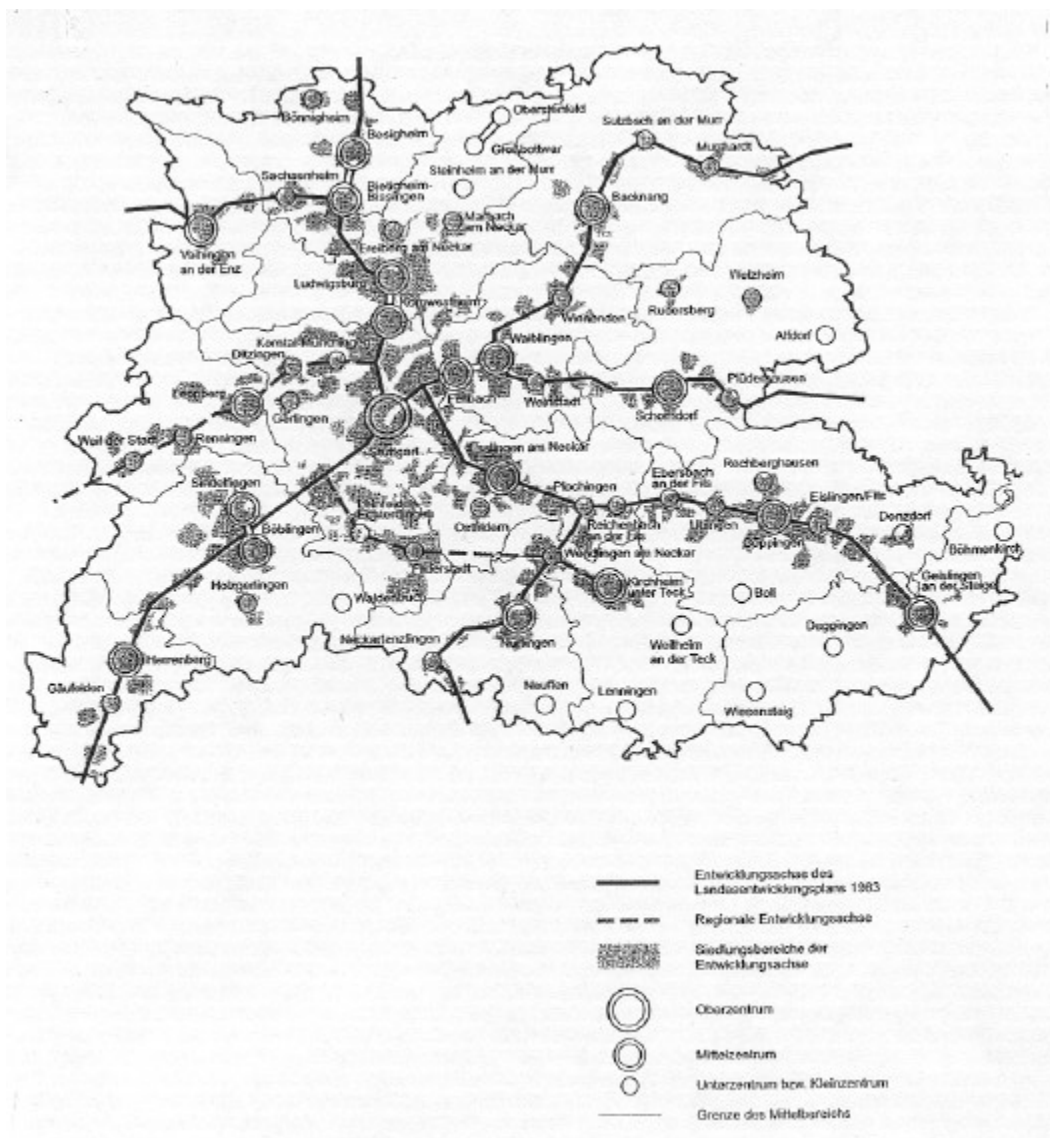 Bönnigheim
Oberstenfeld
Besigheim
Großbottwar
Sulzbach an der Murr
Murrhardt
Steinheim an der Murr
Sachsenheim
Bietigheim-
Bissingen
Backnang
Marbach
am Neckar
Freiberg am Neckar
Vaihingen
an der Enz
Ludwigsburg
Welzheim
Kornwestheim
Winnenden
Rudersberg
Korntal-Münching
Waiblingen
Alfdorf
Ditzingen
Plüderhausen
Leonberg
Fellbach
Weinstadt
Gerlingen
Schorndorf
Weil der Stadt
Renningen
Stuttgart
Esslingen am Neckar
Rechberghausen
Sindelfingen
Ebersbach
an der Fils
Plochingen
Eislingen/Fils
Ostfildern
Reichenbach
an der Fils
Uhingen
Donzdorf
Böblingen
Göppingen
Böhmenkirch
Wendlingen am Neckar
Filderstadt
Holzgerlingen
Kirchheim
unter Teck
Geislingen
an der Steige
Waldenbuch
Boll
Neckartenzlingen
Nürtingen
Deggingen
Herrenberg
Weilheim
an der Teck
Gäufelden
Neuffen
Lenningen
Wiesensteig
Entwicklungsachse des
Landesentwicklungsplans 1983
Regionale Entwicklungsachse
Siedlungsbereiche der
Entwicklungsachse
Oberzentrum
Mittelzentrum
Unterzentrum bzw. Kleinzentrum
Grenze des Mittelbereichs